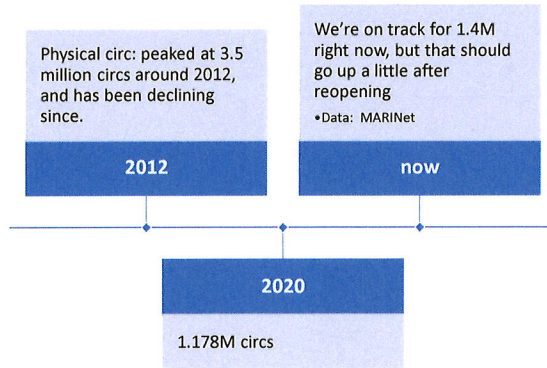 Physical circ: peaked at 3.5
million circs around 2012,
and has been declining
since.
2012
We’re on track for 1.4M
right now, but that should
go up a little after
reopening
•Data: MARINet
now
2020
1.178M circs